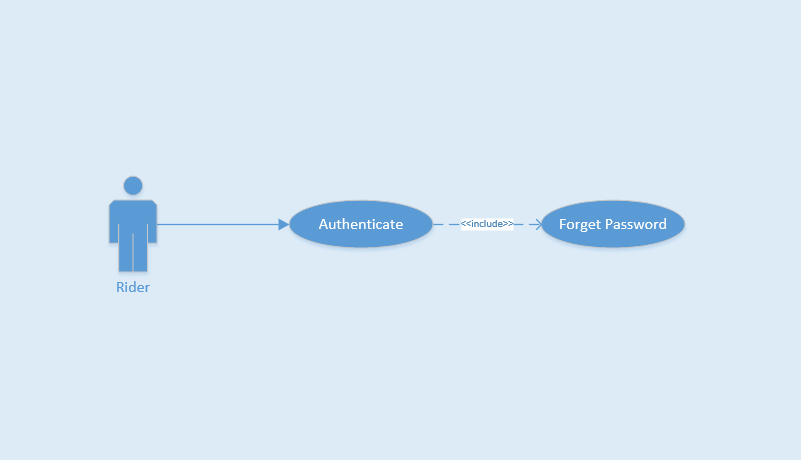 Authenticate
<<include>>
Forget Password
Rider